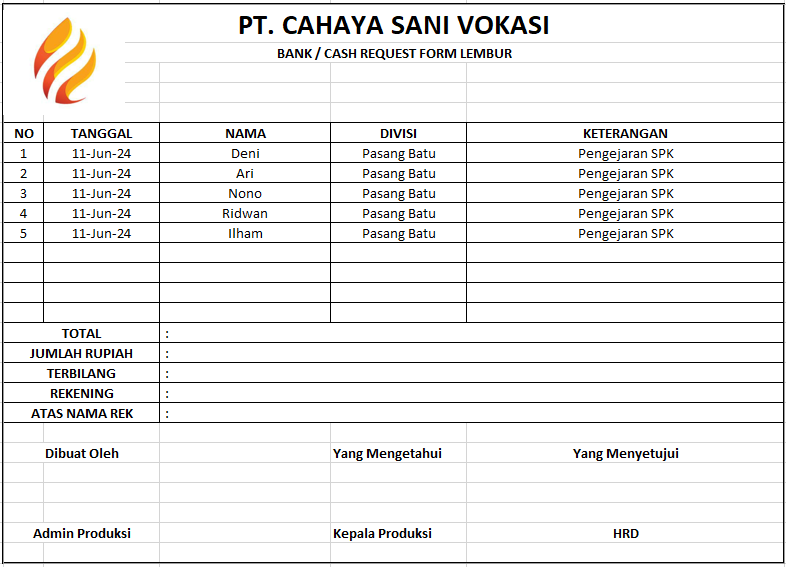 PT. CAHAYA SANI VOKASI
BANK / CASH REQUEST FORM LEMBUR
NO TANGGAL NAMA DIVISI KETERANGAN
1 11-Jun-24 Deni Pasang Batu Pengejaran SPK
2 11-Jun-24 Ari Pasang Batu Pengejaran SPK
3 11-Jun-24 Nono Pasang Batu Pengejaran SPK
4 11-Jun-24 Ridwan Pasang Batu Pengejaran SPK
5 11-Jun-24 Ilham Pasang Batu Pengejaran SPK
TOTAL :
JUMLAH RUPIAH :
TERBILANG :
REKENING :
ATAS NAMA REK :
Dibuat Oleh Yang Mengetahui Yang Menyetujui
Admin Produksi Kepala Produksi HRD